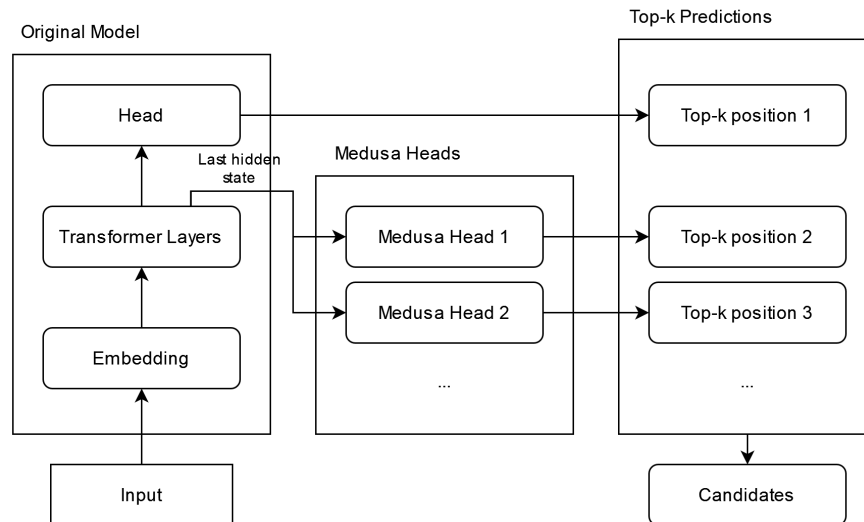 Top-k Predictions
Original Model
Head
Top-k position 1
Last hidden
state
Medusa Heads
Transformer Layers
Medusa Head 1
Top-k position 2
Medusa Head 2
Top-k position 3
Embedding
...
...
Input
Candidates